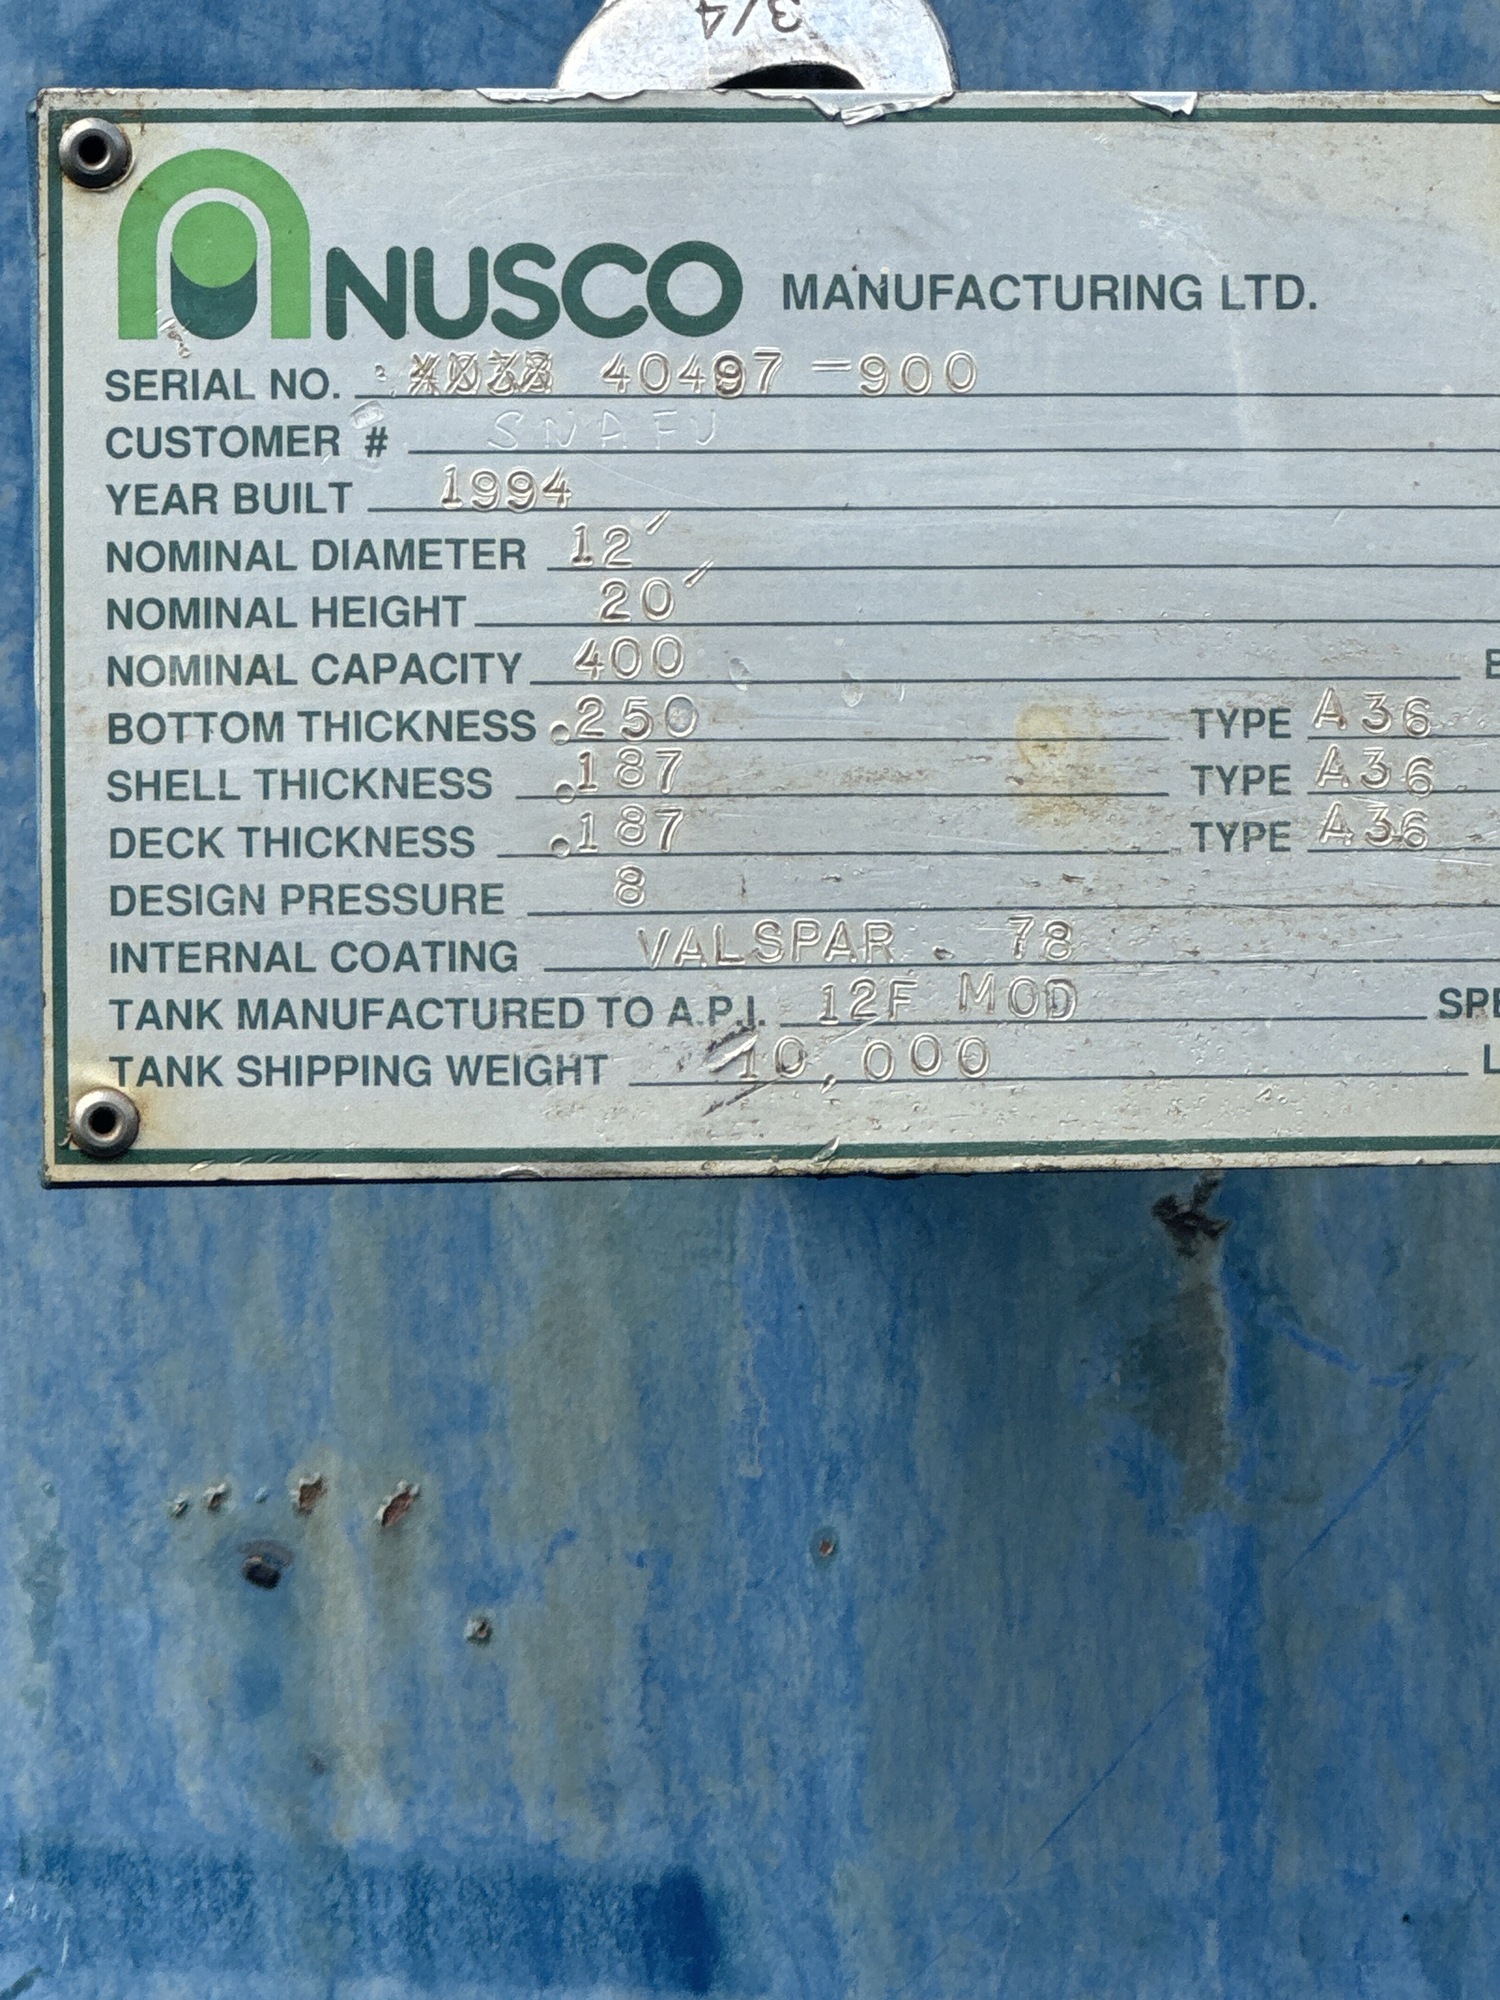 3/4
NUSCO MANUFACTURING LTD.
SERIAL NO. 40497-900
CUSTOMER # SNAFU
YEAR BUILT 1994
NOMINAL DIAMETER 12'
NOMINAL HEIGHT 20'
NOMINAL CAPACITY 400 B
BOTTOM THICKNESS .250 TYPE A36
SHELL THICKNESS .187 TYPE A36
DECK THICKNESS .187 TYPE A36
DESIGN PRESSURE 8
INTERNAL COATING VALSPAR . 78
TANK MANUFACTURED TO A.P.I. 12F MOD SPE
TANK SHIPPING WEIGHT 10,000 L